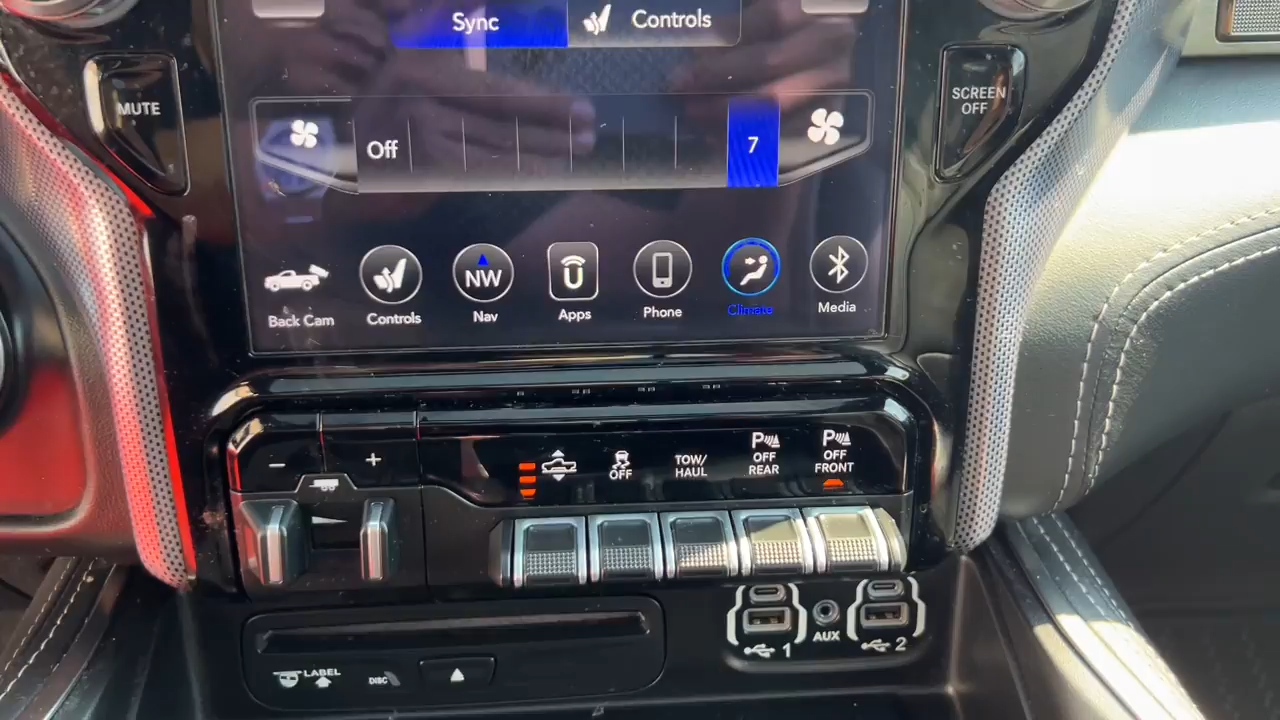 Sync
Controls
MUTE
SCREEN
OFF
Off
7
NW
Back Cam
Controls
Nav
Apps
Phone
Climate
Media
-
+
OFF
TOW/
HAUL
P
OFF
REAR
P
OFF
FRONT
LABEL
DISC
1
AUX
2